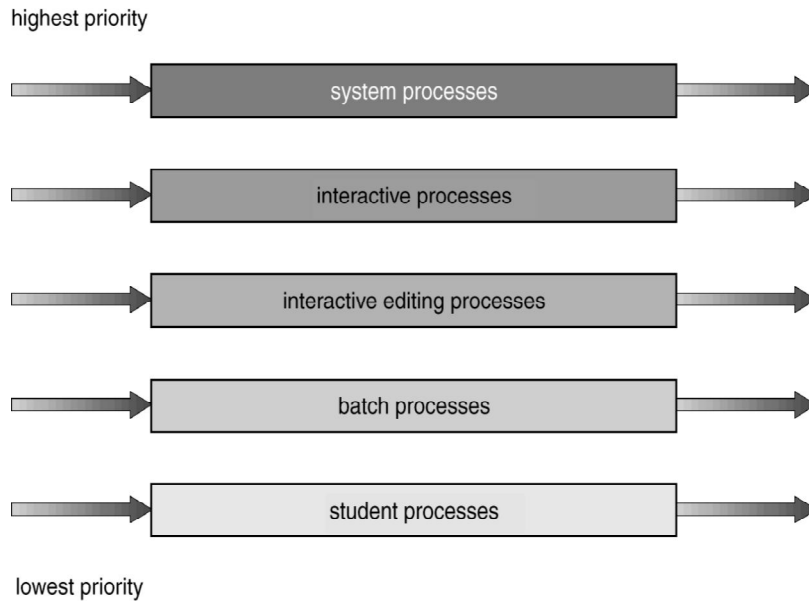 highest priority
system processes
interactive processes
interactive editing processes
batch processes
student processes
lowest priority